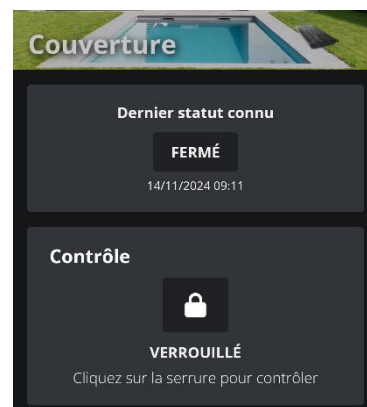 Couverture
Dernier statut connu
FERMÉ
14/11/2024 09:11
Contrôle
VERROUILLÉ
Cliquez sur la serrure pour contrôler